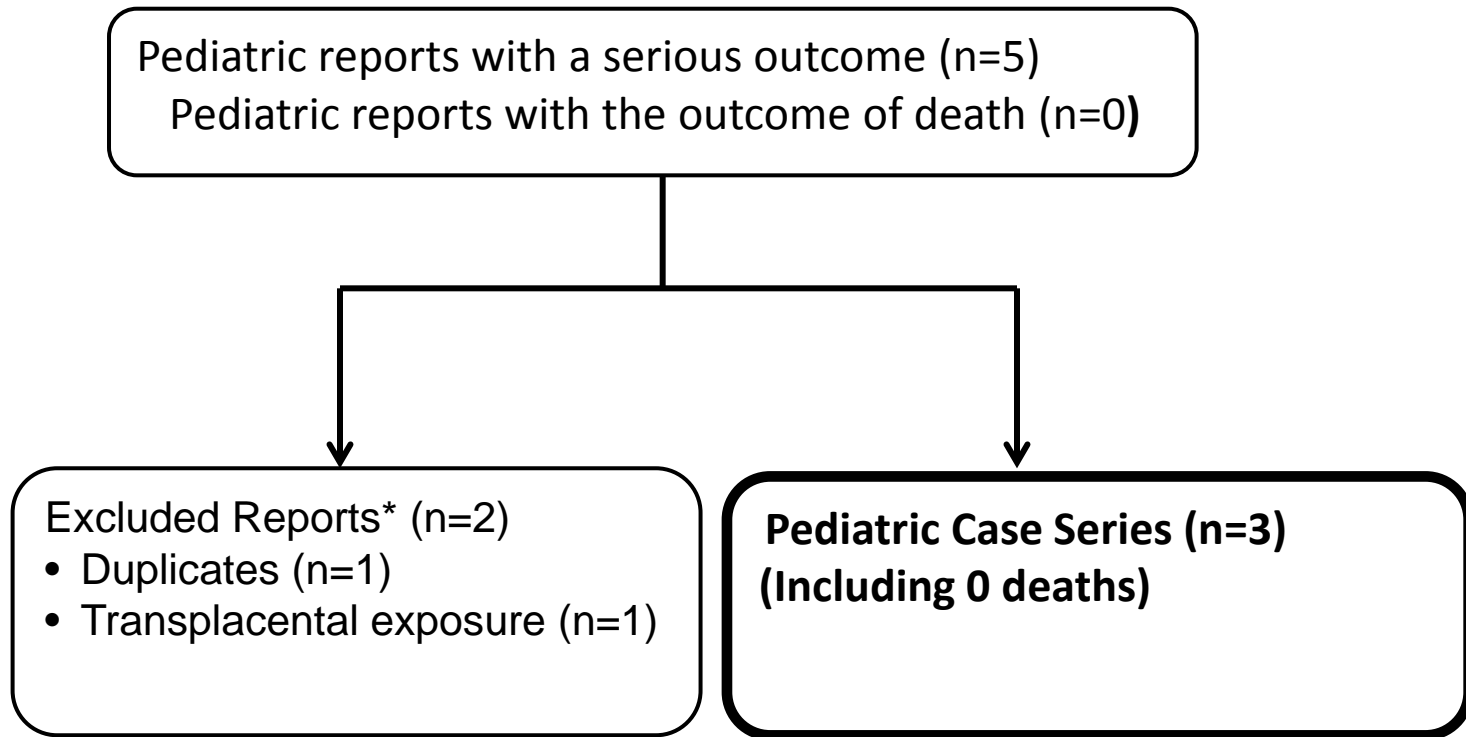 Pediatric reports with a serious outcome (n=5)
Pediatric reports with the outcome of death (n=0)
Excluded Reports* (n=2)
• Duplicates (n=1)
• Transplacental exposure (n=1)
Pediatric Case Series (n=3)
(Including 0 deaths)